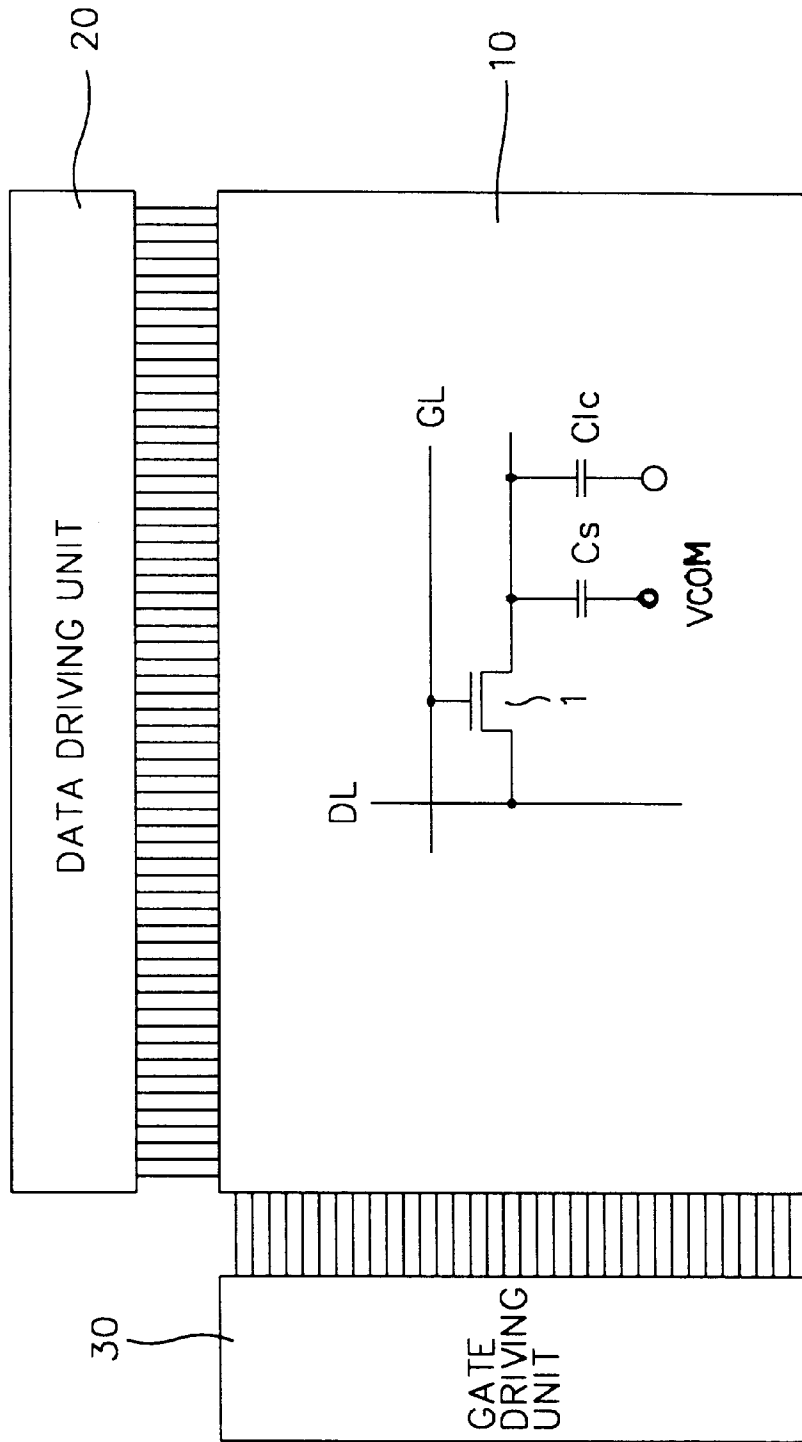 20
DATA DRIVING UNIT
10
30
GATE
DRIVING
UNIT
DL
GL
1
Cs
Clc
VCOM